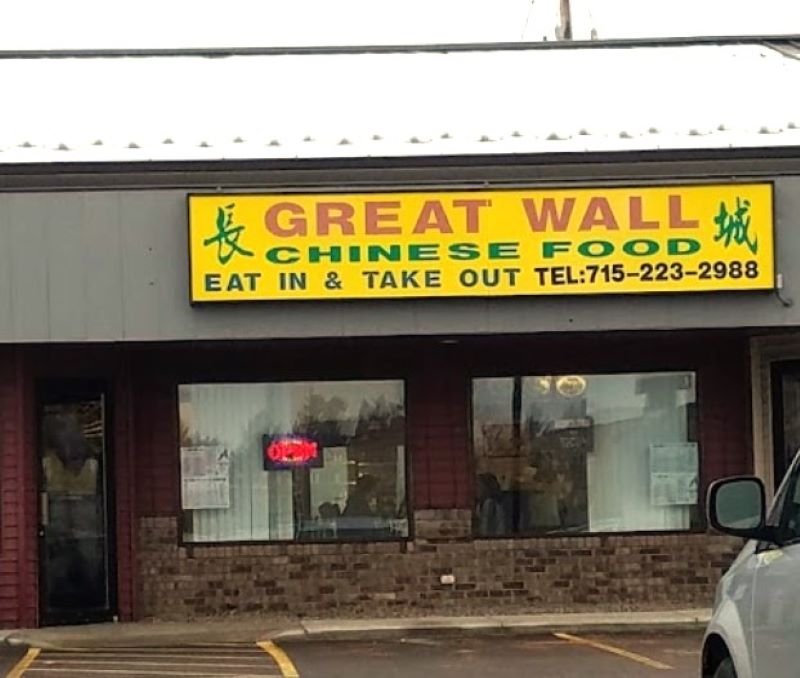 長 GREAT WALL 城
CHINESE FOOD
EAT IN & TAKE OUT TEL:715-223-2988
OPEN